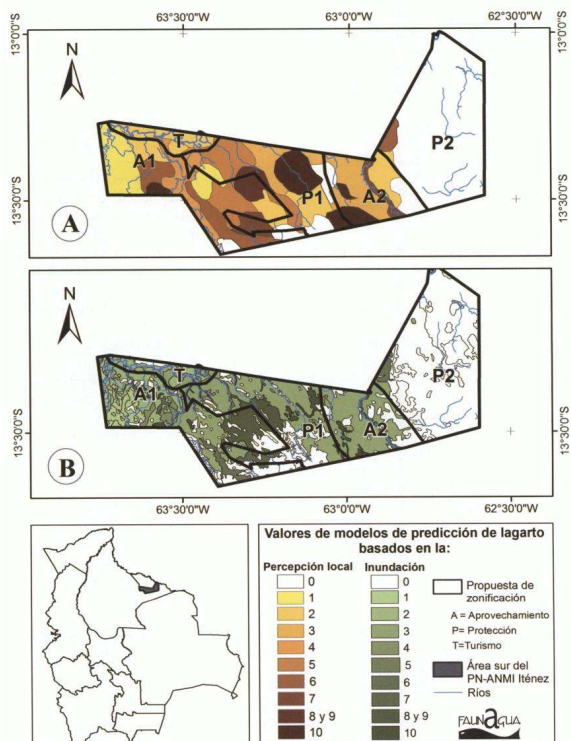 63°30'0"W 63°0'0"W 62°30'0"W
13°0'0"S
13°0'0"S
N
T
A1
P2
P1
A2
13°30'0"S
13°30'0"S
A
N
T
A1
P2
P1
A2
13°30'0"S
13°30'0"S
B
63°30'0"W 63°0'0"W 62°30'0"W
Valores de modelos de predicción de lagarto
basados en la:
Percepción local
0
1
2
3
4
5
6
7
8 y 9
10
Inundación
0
1
2
3
4
5
6
7
8 y 9
10
Propuesta de
zonificación
A = Aprovechamiento
P= Protección
T=Turismo
Área sur del
PN-ANMI Iténez
Ríos
FAUNAGUA